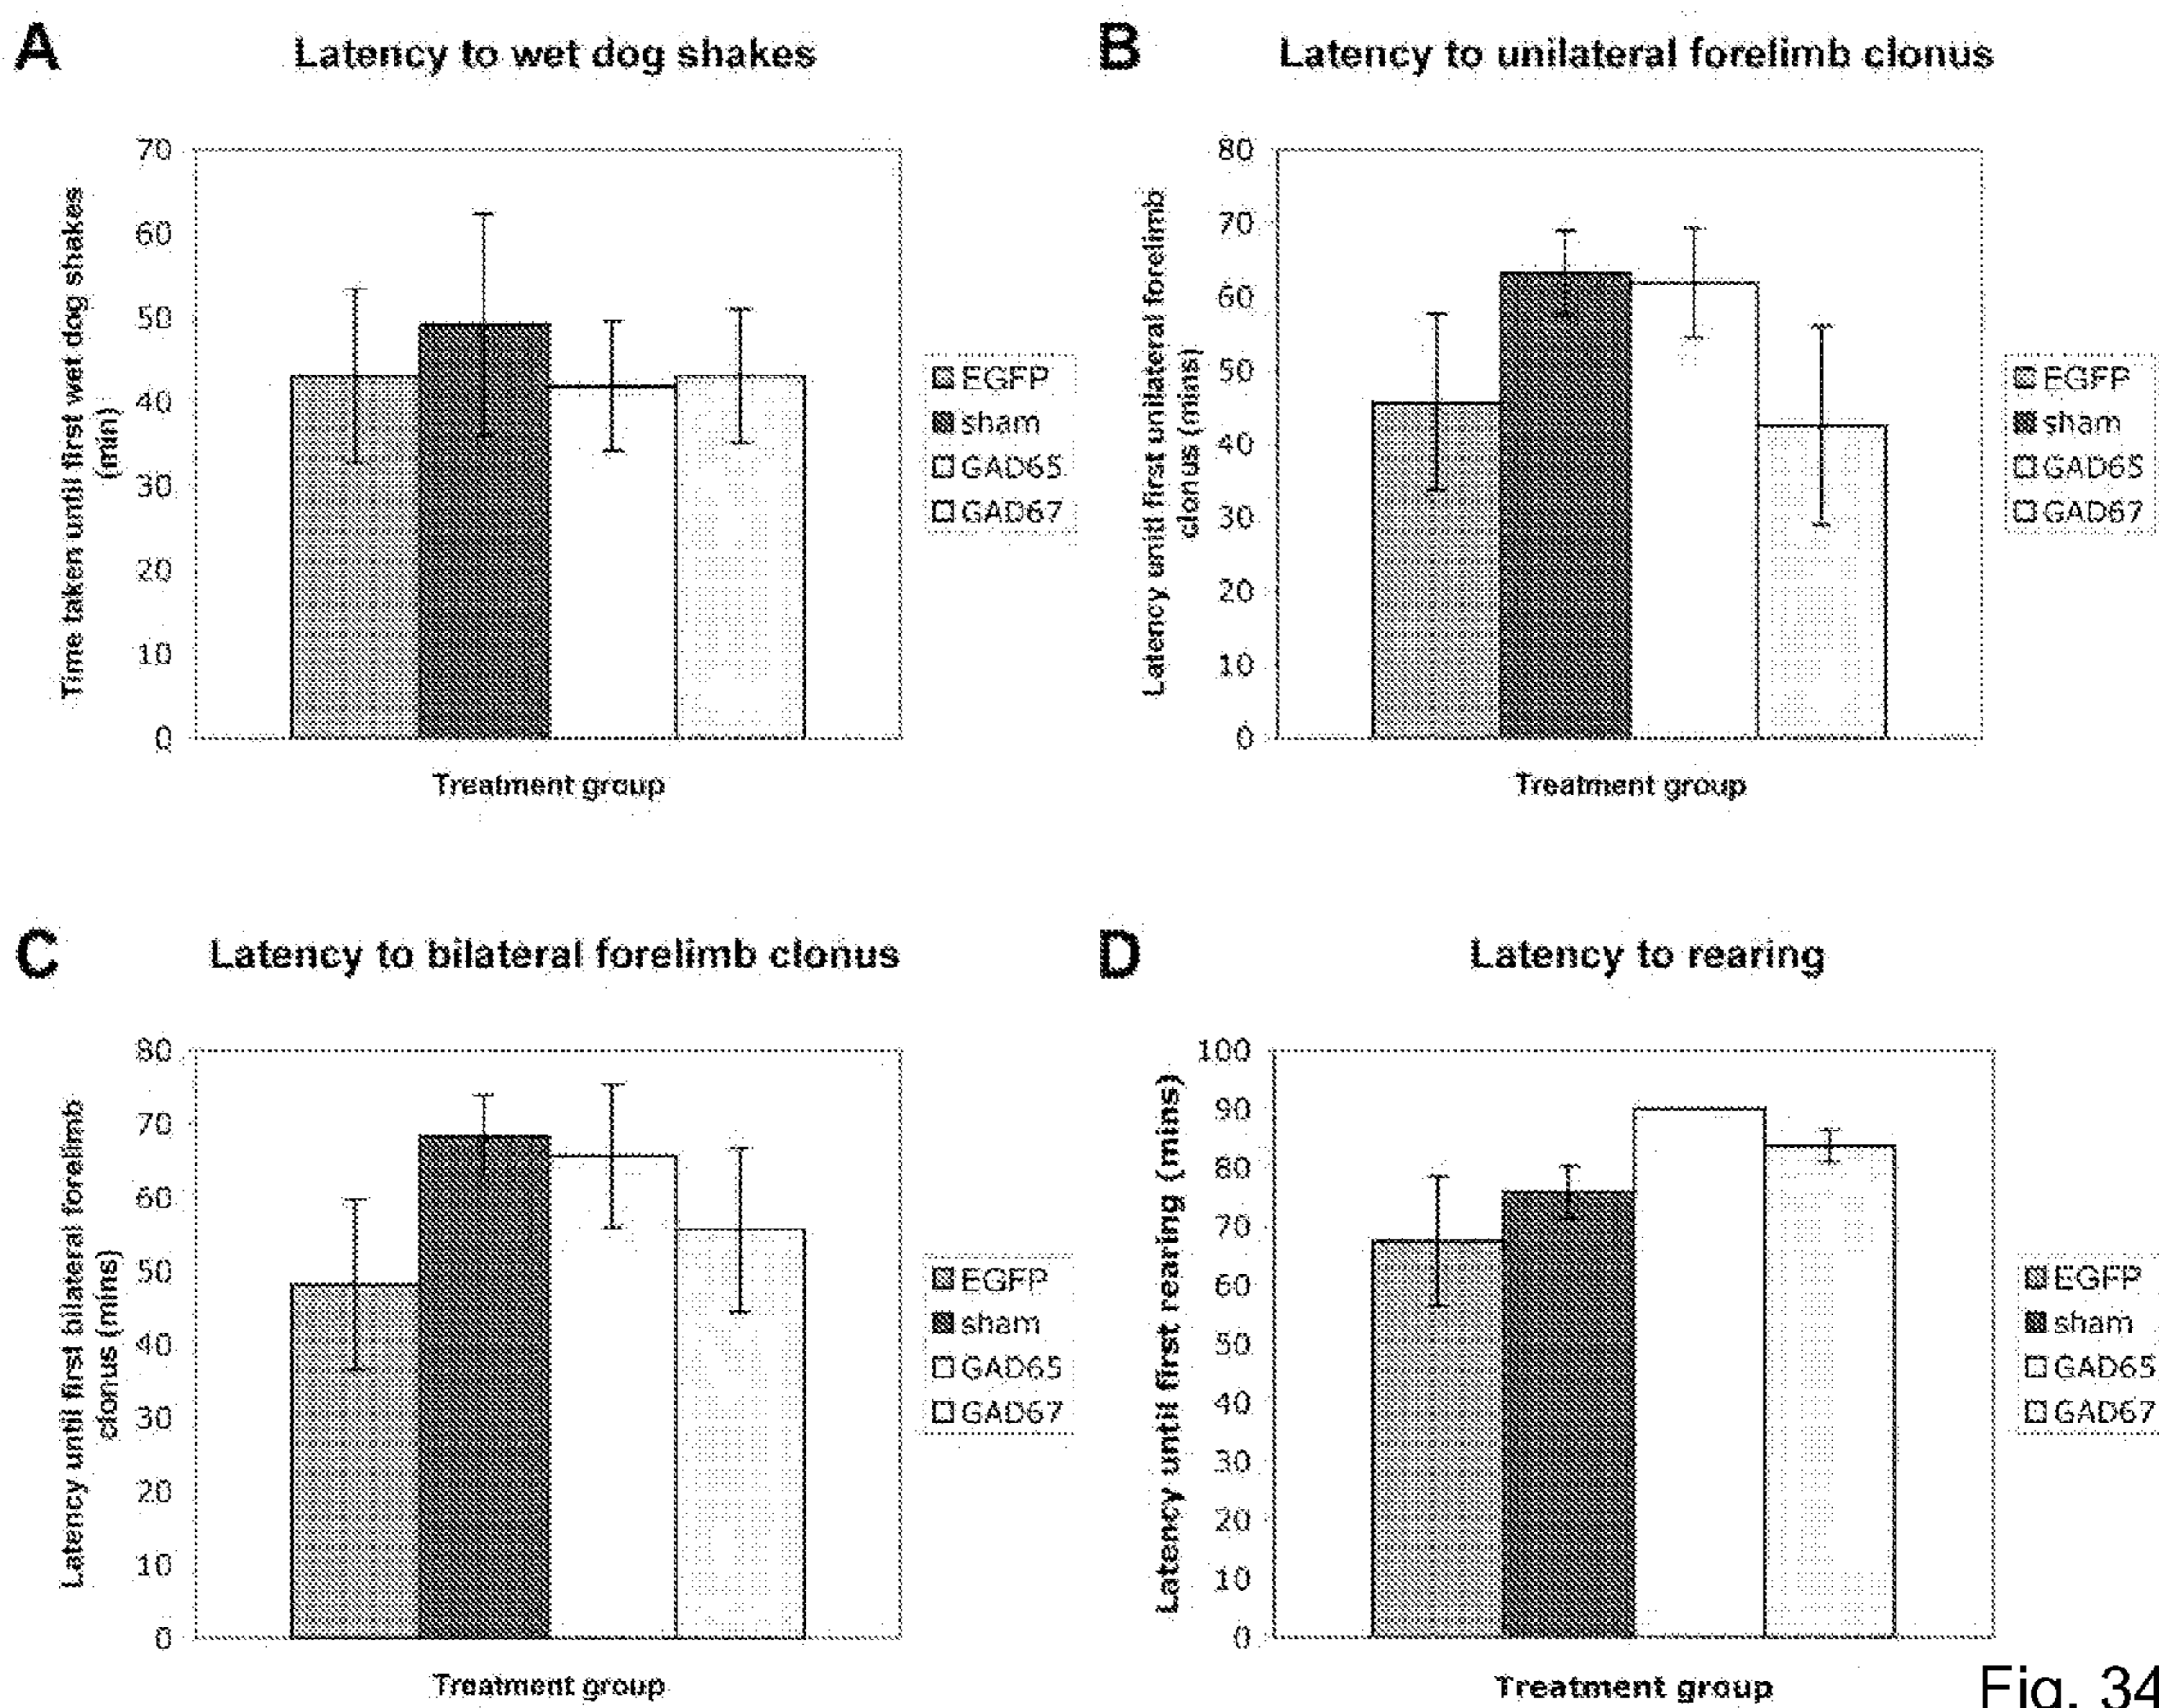 A
Latency to wet dog shakes
Time taken until first wet dog shakes
(min)
70
60
50
40
30
20
10
0
Treatment group
EGFP
sham
GAD65
GAD67
B
Latency to unilateral forelimb clonus
Latency until first unilateral forelimb
clonus (mins)
80
70
60
50
40
30
20
10
0
Treatment group
EGFP
sham
GAD65
GAD67
C
Latency to bilateral forelimb clonus
Latency until first bilateral forelimb
clonus (mins)
80
70
60
50
40
30
20
10
0
Treatment group
EGFP
sham
GAD65
GAD67
D
Latency to rearing
Latency until first rearing (mins)
100
90
80
70
60
50
40
30
20
10
0
Treatment group
EGFP
sham
GAD65
GAD67
Fig. 34